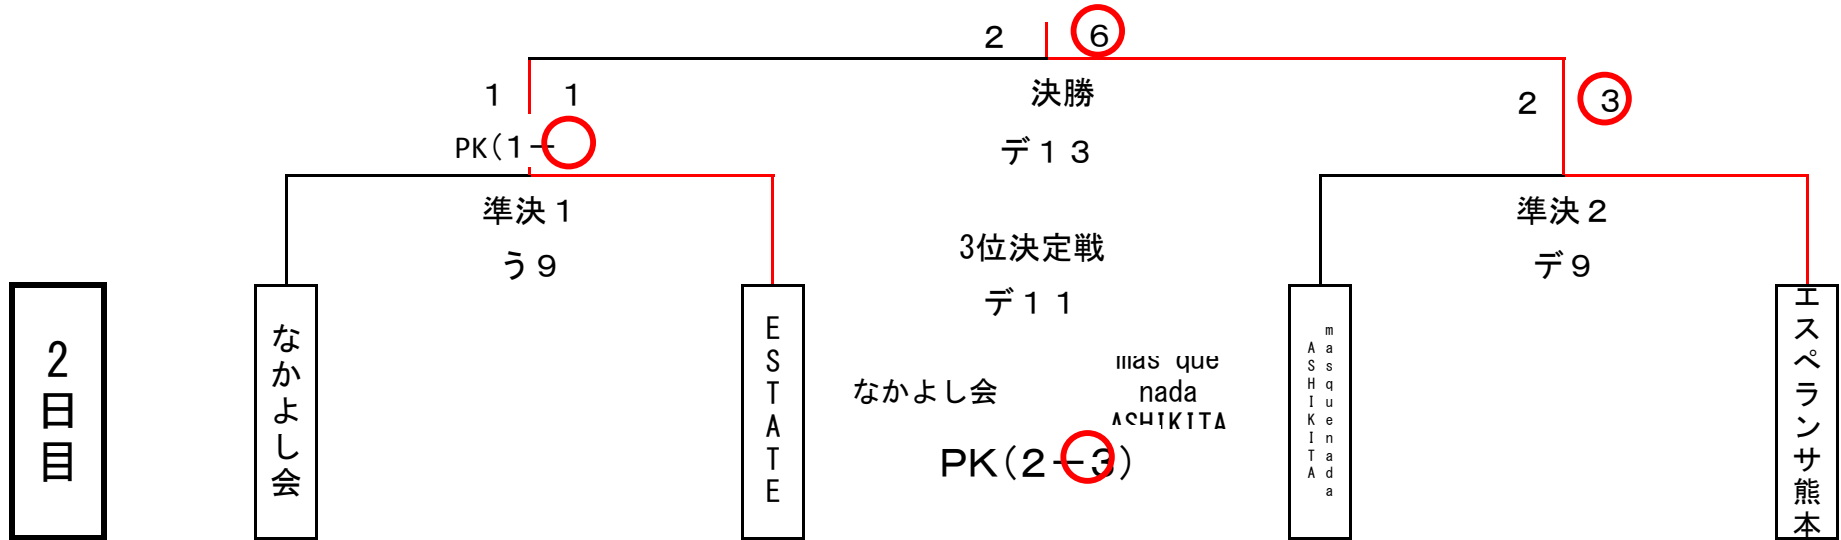 2 6
1 1
決勝
2 3
PK(1－
デ13
準決1
準決2
3位決定戦
う9
デ9
デ11
2日目
なかよし会
ESTATE
なかよし会
mas que
nada
ASHIKITA
PK(2－3)
masquenada
ASHIKITA
エスペランサ熊本